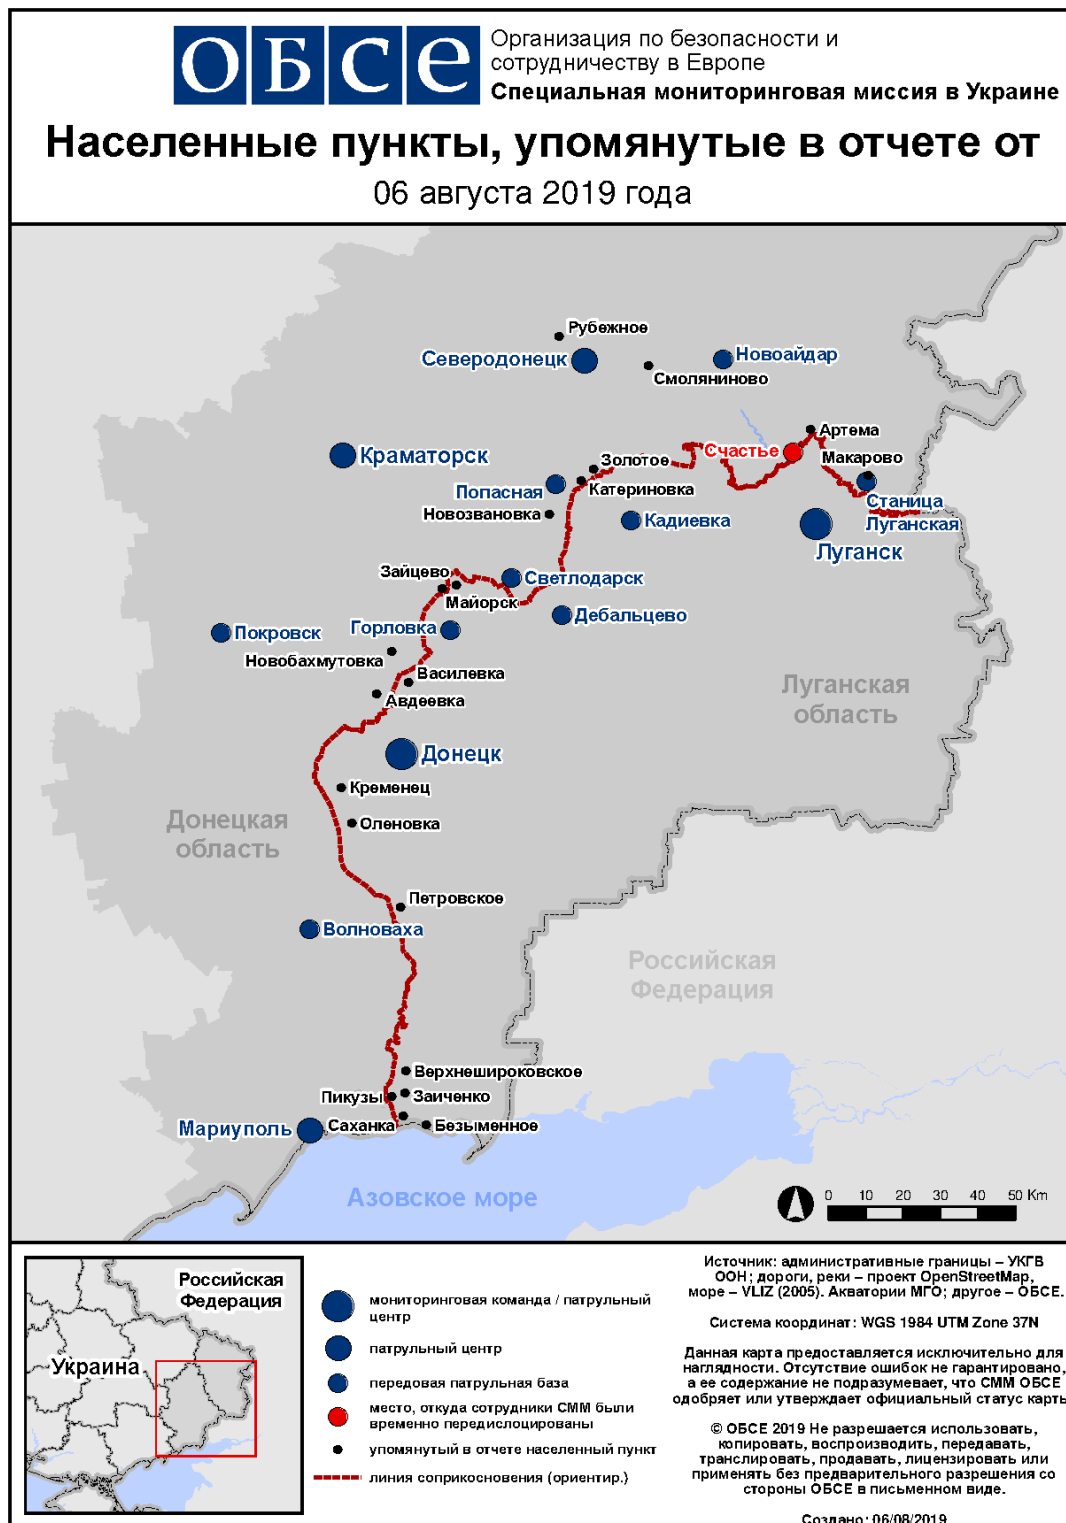 ОБСЕ
Организация по безопасности и
сотрудничеству в Европе
Специальная мониторинговая миссия в Украине
Населенные пункты, упомянутые в отчете от
06 августа 2019 года
Рубежное
Северодонецк
Новоайдар
Смоляниново
Артема
Счастье
Макарово
Краматорск
Золотое
Попасная
Катериновка
Станица
Луганская
Новозвановка
Кадиевка
Луганск
Зайцево
Светлодарск
Майорск
Дебальцево
Покровск
Горловка
Новобахмутовка
Василевка
Авдеевка
Луганская
область
Донецк
Кременец
Донецкая
область
Оленовка
Петровское
Волноваха
Российская
Федерация
Верхнешироковское
Пикузы
Заиченко
Мариуполь
Саханка
Безыменное
Азовское море
0 10 20 30 40 50 Km
Российская
Федерация
Украина
мониторинговая команда / патрульный
центр
патрульный центр
передовая патрульная база
место, откуда сотрудники СММ были
временно передислоцированы
упомянутый в отчете населенный пункт
линия соприкосновения (ориентир.)
Источник: административные границы – УКГВ
ООН; дороги, реки – проект OpenStreetMap,
море – VLIZ (2005). Акватории МГО; другое – ОБСЕ.
Система координат: WGS 1984 UTM Zone 37N
Данная карта предоставляется исключительно для
наглядности. Отсутствие ошибок не гарантировано,
а ее содержание не подразумевает, что СММ ОБСЕ
одобряет или утверждает официальный статус карты
© ОБСЕ 2019 Не разрешается использовать,
копировать, воспроизводить, передавать,
транслировать, продавать, лицензировать или
применять без предварительного разрешения со
стороны ОБСЕ в письменном виде.
Создано: 06/08/2019